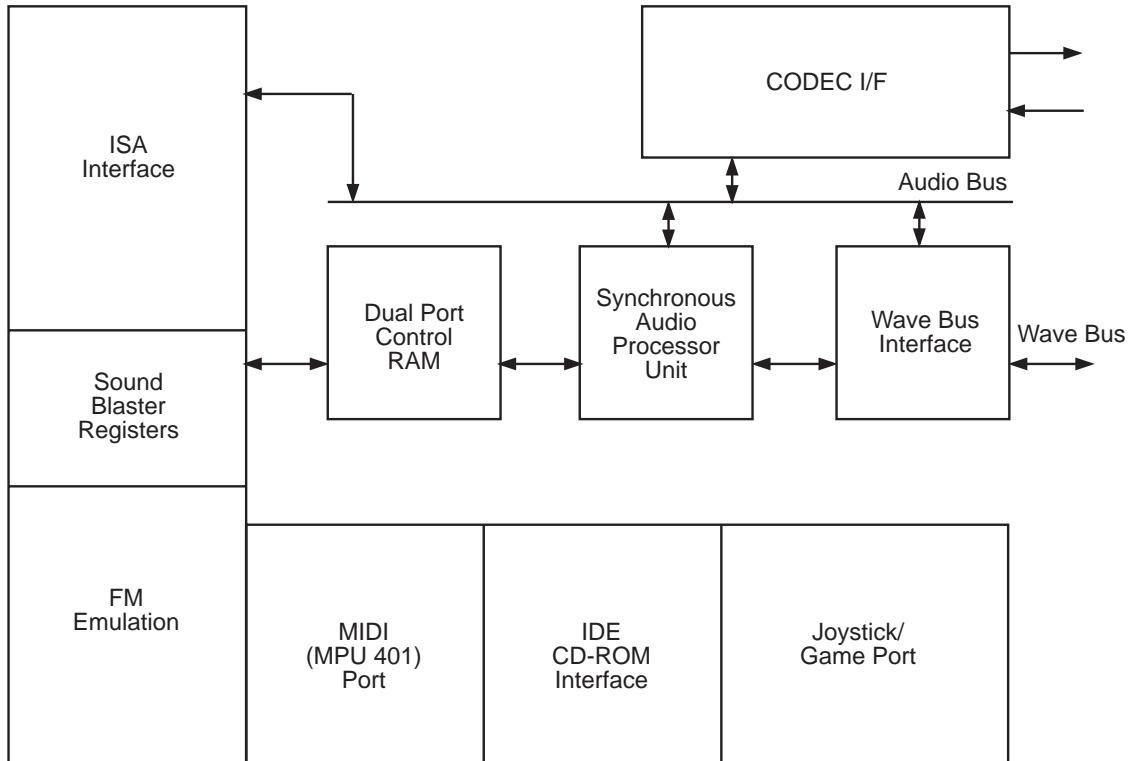 CODEC I/F
ISA
Interface
Audio Bus
Dual Port
Control
RAM
Synchronous
Audio
Processor
Unit
Wave Bus
Interface
Wave Bus
Sound
Blaster
Registers
FM
Emulation
MIDI
(MPU 401)
Port
IDE
CD-ROM
Interface
Joystick/
Game Port